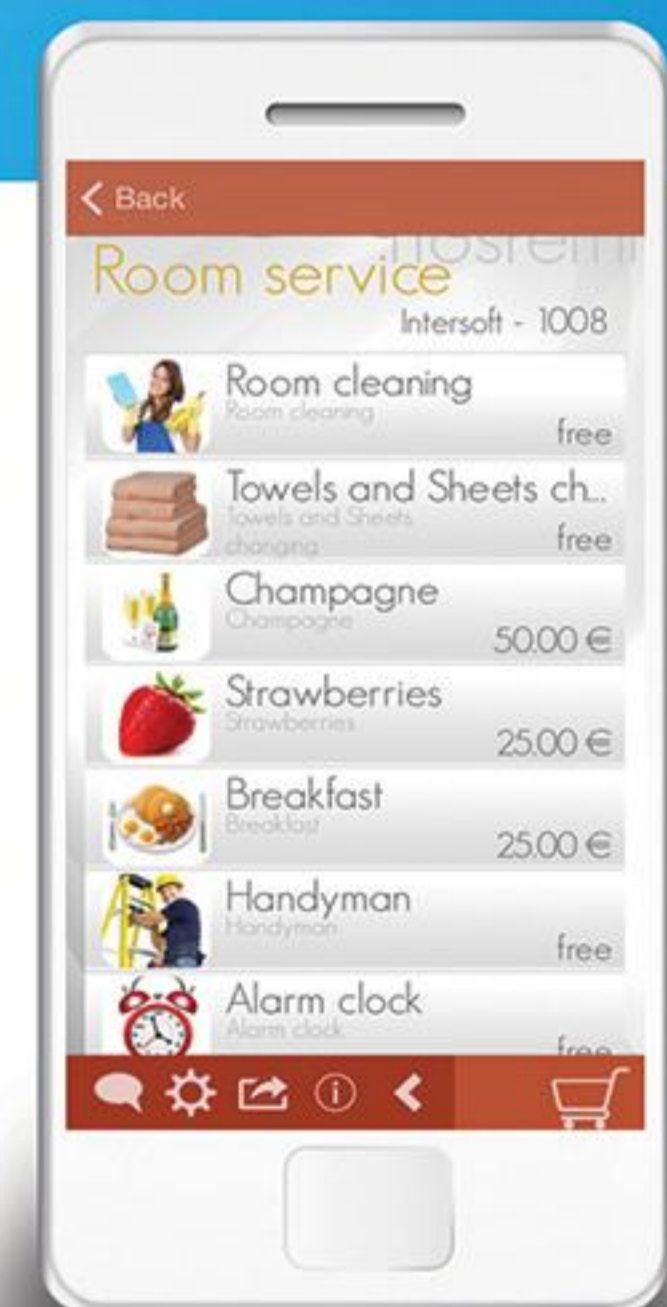 Back
Room service
Intersoft - 1008
Room cleaning
Room cleaning
free
Towels and Sheets ch...
Towels and Sheets
changing
free
Champagne
Champagne
50.00 €
Strawberries
Strawberries
25.00 €
Breakfast
Breakfast
25.00 €
Handyman
Handyman
free
Alarm clock
Alarm clock
free